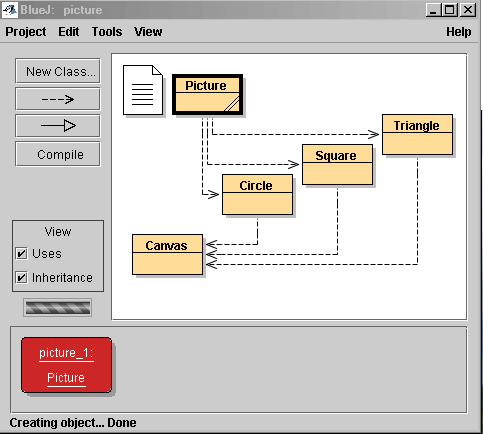 BlueJ: picture
Project Edit Tools View Help
New Class...
Compile
View
Uses
Inheritance
Picture
Triangle
Square
Circle
Canvas
picture_1:
Picture
Creating object... Done